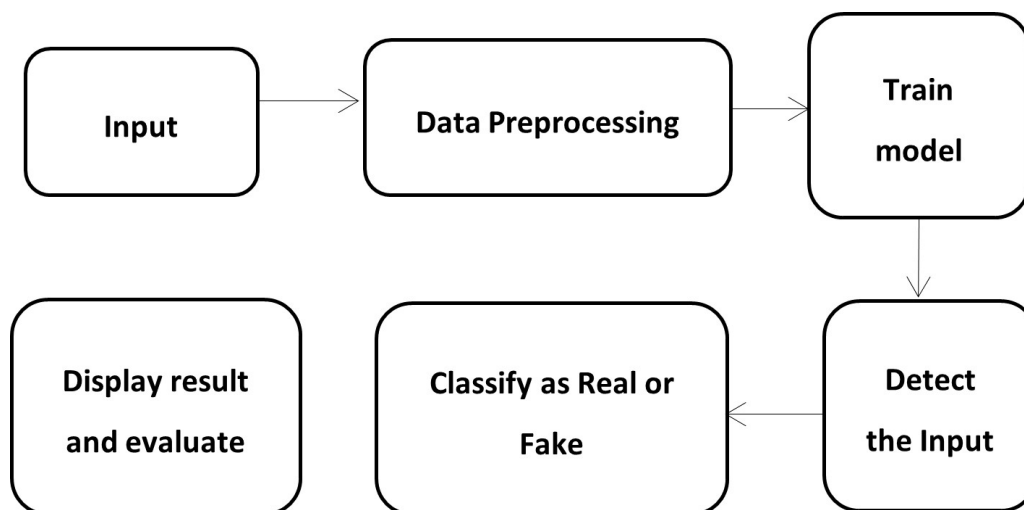 Input
Data Preprocessing
Train
model
Display result
and evaluate
Classify as Real or
Fake
Detect
the Input